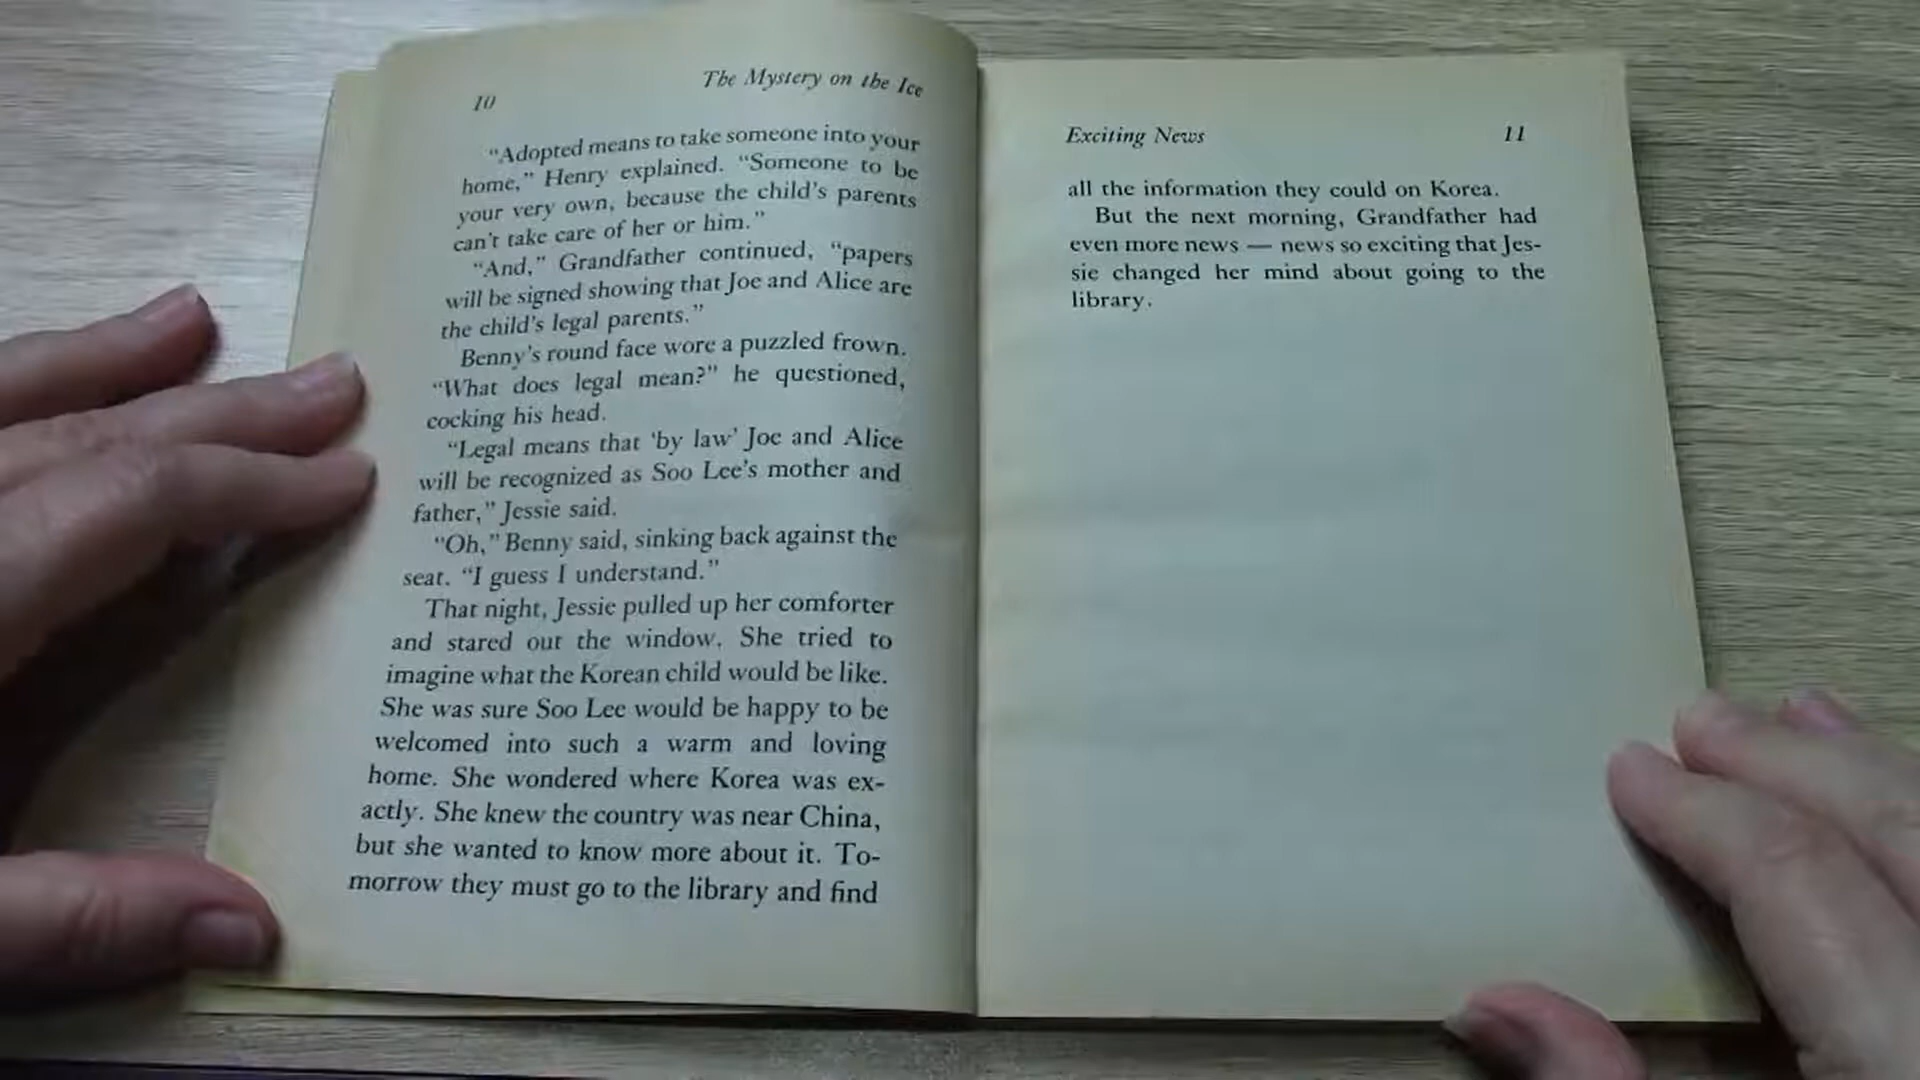 10
The Mystery on the Ice
“Adopted means to take someone into your
home,” Henry explained. “Someone to be
your very own, because the child’s parents
can’t take care of her or him.”
“And,” Grandfather continued, “papers
will be signed showing that Joe and Alice are
the child’s legal parents.”
Benny’s round face wore a puzzled frown.
“What does legal mean?” he questioned,
cocking his head.
“Legal means that ‘by law’ Joe and Alice
will be recognized as Soo Lee’s mother and
father,” Jessie said.
“Oh,” Benny said, sinking back against the
seat. “I guess I understand.”
That night, Jessie pulled up her comforter
and stared out the window. She tried to
imagine what the Korean child would be like.
She was sure Soo Lee would be happy to be
welcomed into such a warm and loving
home. She wondered where Korea was ex-
actly. She knew the country was near China,
but she wanted to know more about it. To-
morrow they must go to the library and find
Exciting News
11
all the information they could on Korea.
But the next morning, Grandfather had
even more news — news so exciting that Jes-
sie changed her mind about going to the
library.